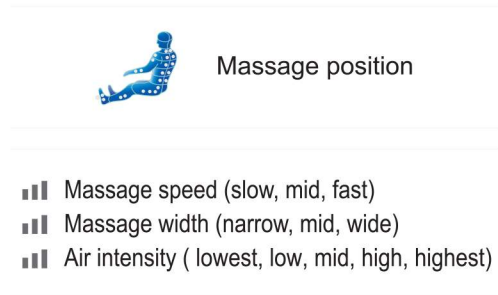 Massage position
Massage speed (slow, mid, fast)
Massage width (narrow, mid, wide)
Air intensity ( lowest, low, mid, high, highest)